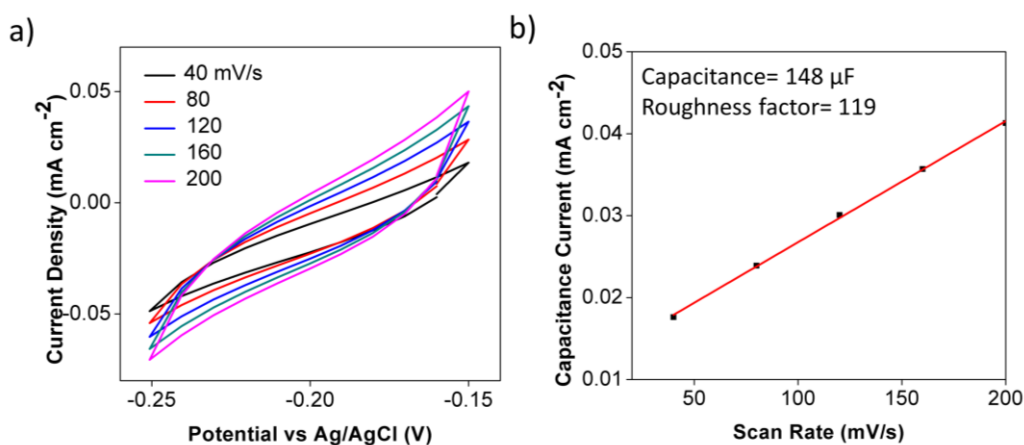 a)
Current Density (mA cm-2)
0.05
0.00
-0.05
40 mV/s
80
120
160
200
-0.25
-0.20
-0.15
Potential vs Ag/AgCl (V)
b)
Capacitance Current (mA cm-2)
0.05
0.04
0.03
0.02
0.01
Capacitance= 148 µF
Roughness factor= 119
50
100
150
200
Scan Rate (mV/s)